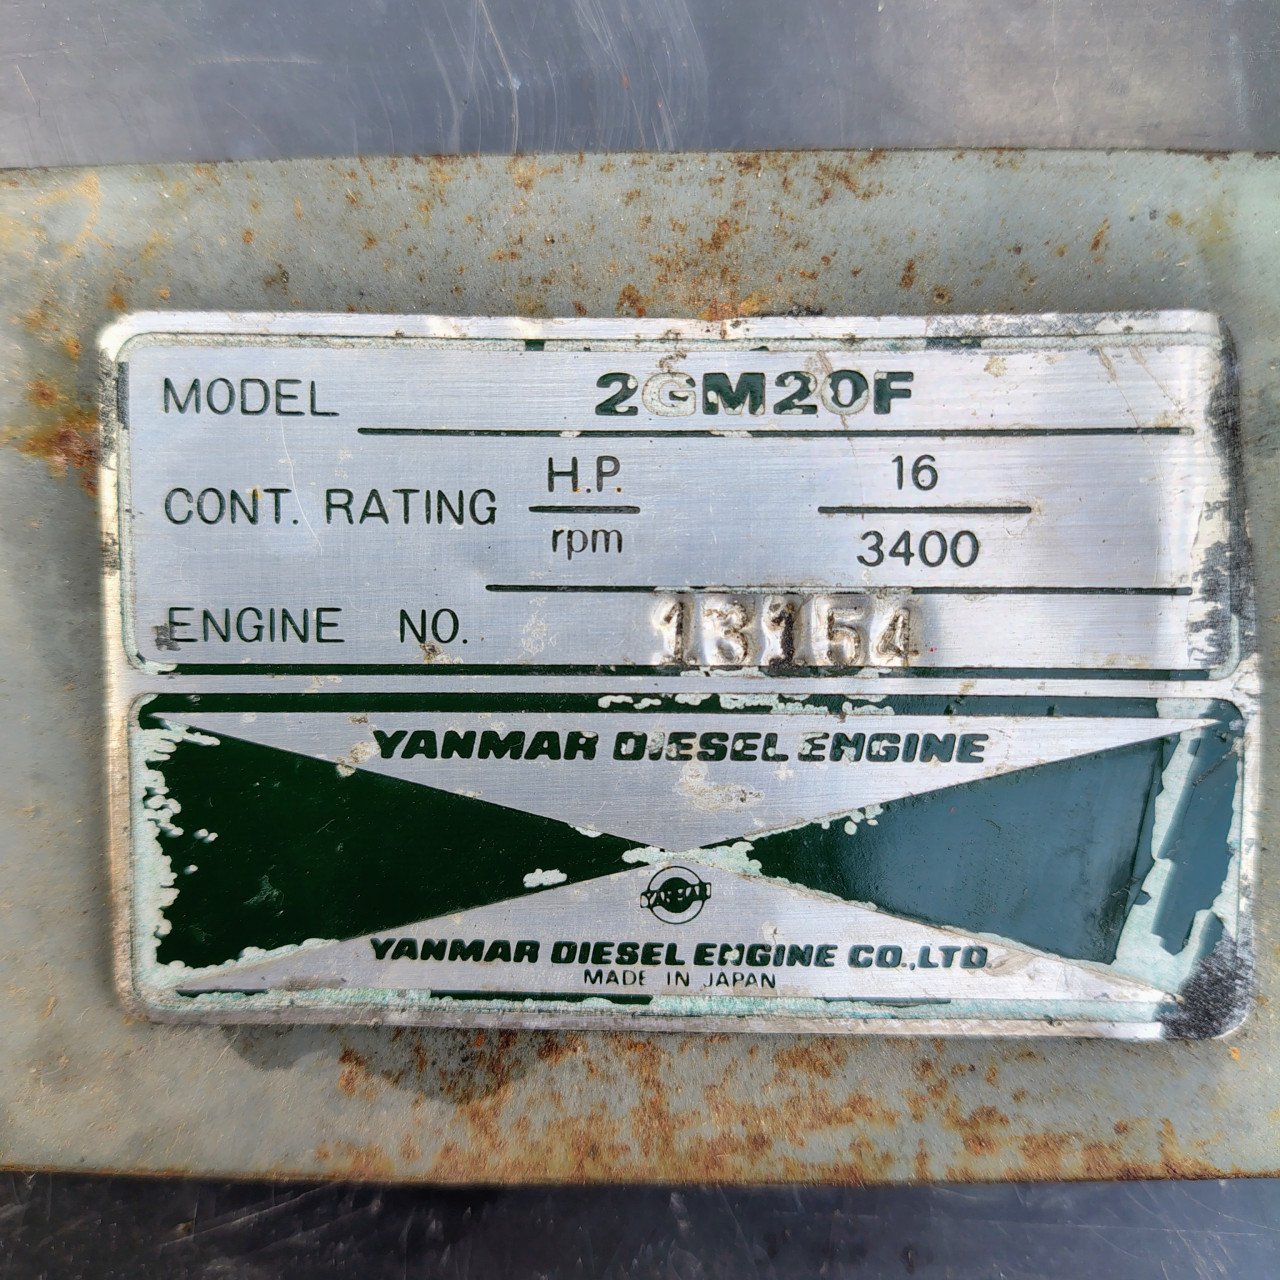 MODEL 2GM20F
CONT. RATING H.P. 16
rpm 3400
ENGINE NO. 13154
YANMAR DIESEL ENGINE
YANMAR
YANMAR DIESEL ENGINE CO.,LTD.
MADE IN JAPAN